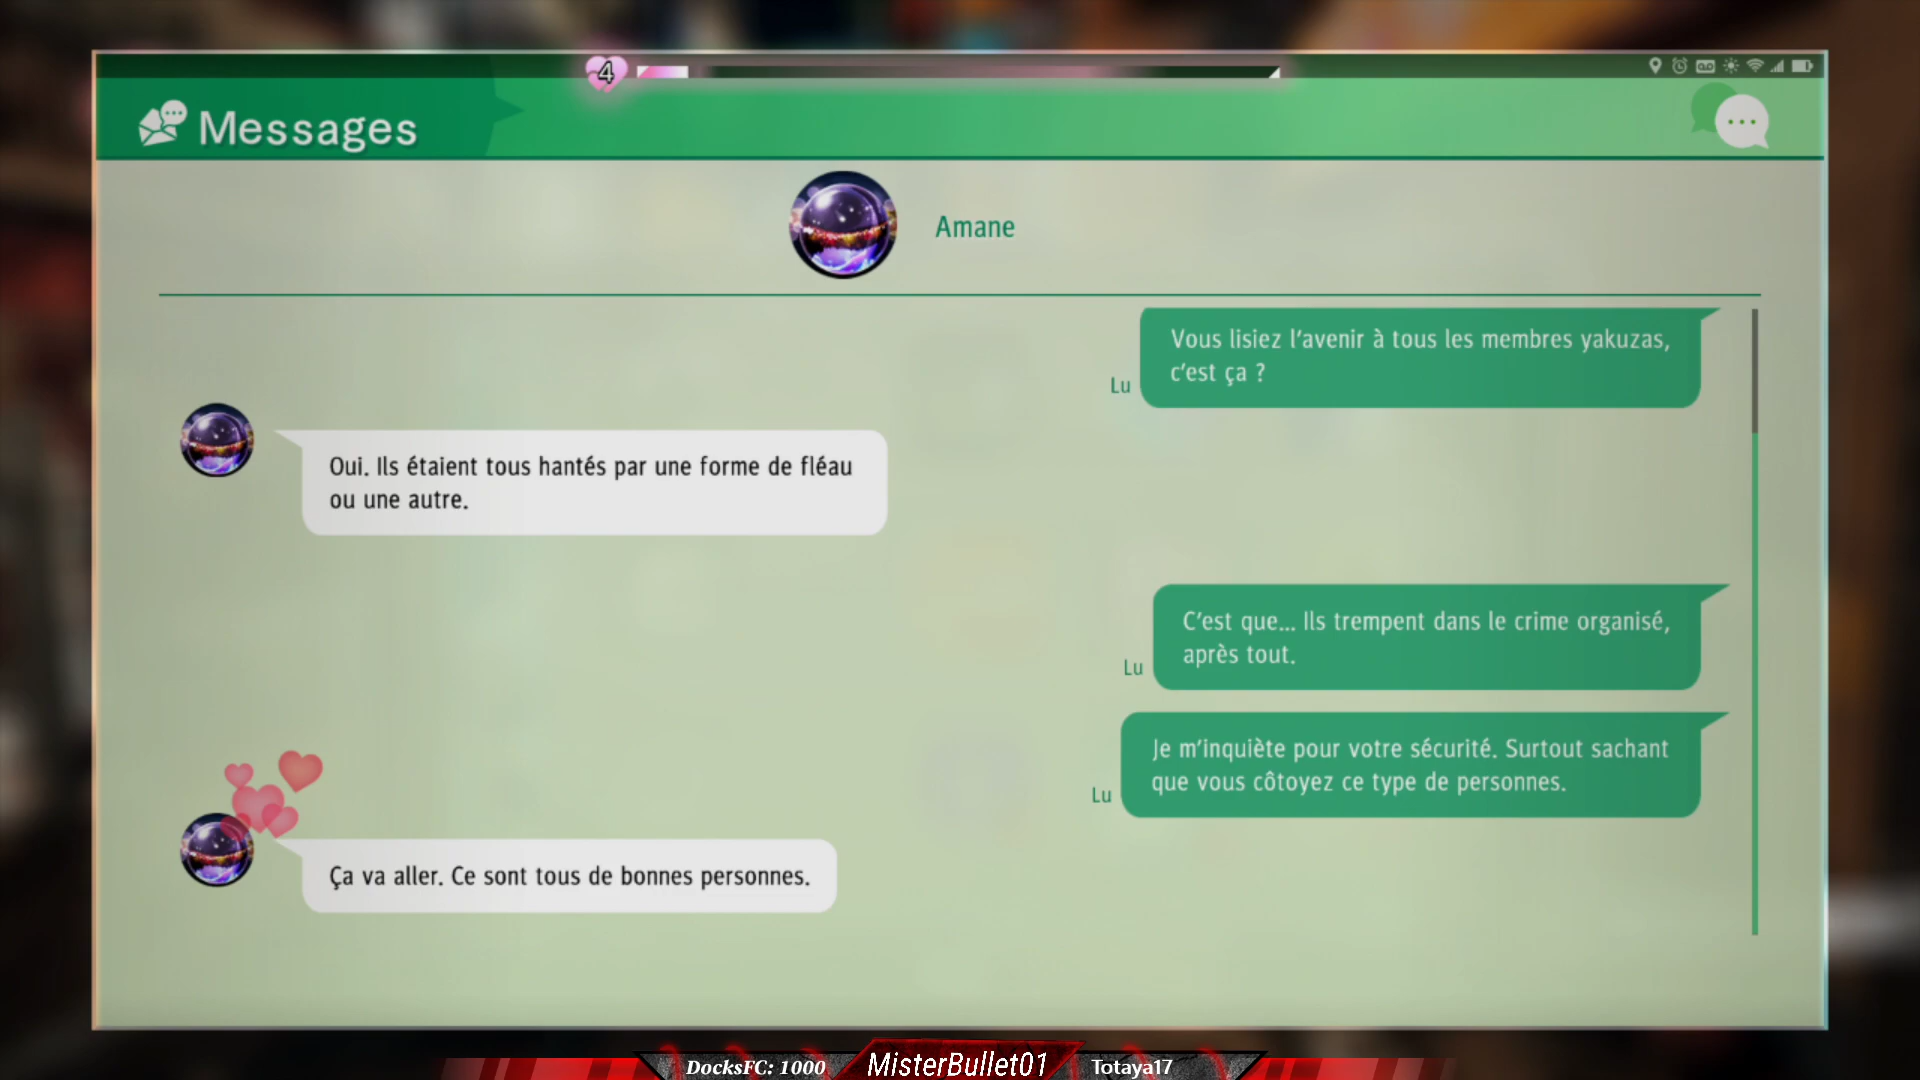 4
Messages
Amane
Vous lisiez l'avenir à tous les membres yakuzas,
c'est ça ?
Lu
Oui. Ils étaient tous hantés par une forme de fléau
ou une autre.
C'est que... Ils trempent dans le crime organisé,
après tout.
Lu
Je m'inquiète pour votre sécurité. Surtout sachant
que vous côtoyez ce type de personnes.
Lu
Ça va aller. Ce sont tous de bonnes personnes.
DocksFC: 1000
MisterBullet01
Totaya17